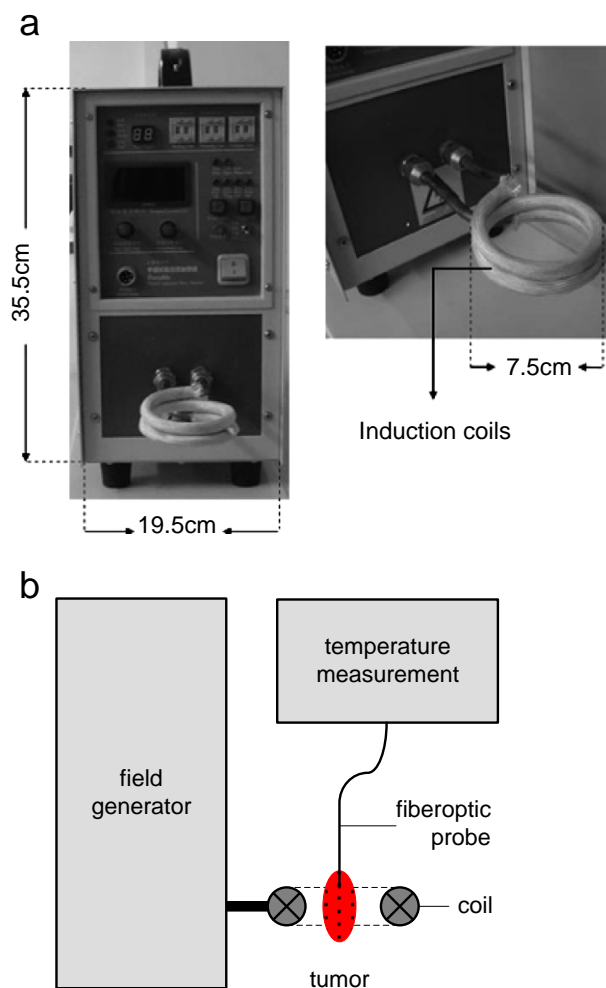 a
35.5cm
19.5cm
7.5cm
Induction coils
b
field
generator
temperature
measurement
fiberoptic
probe
coil
tumor